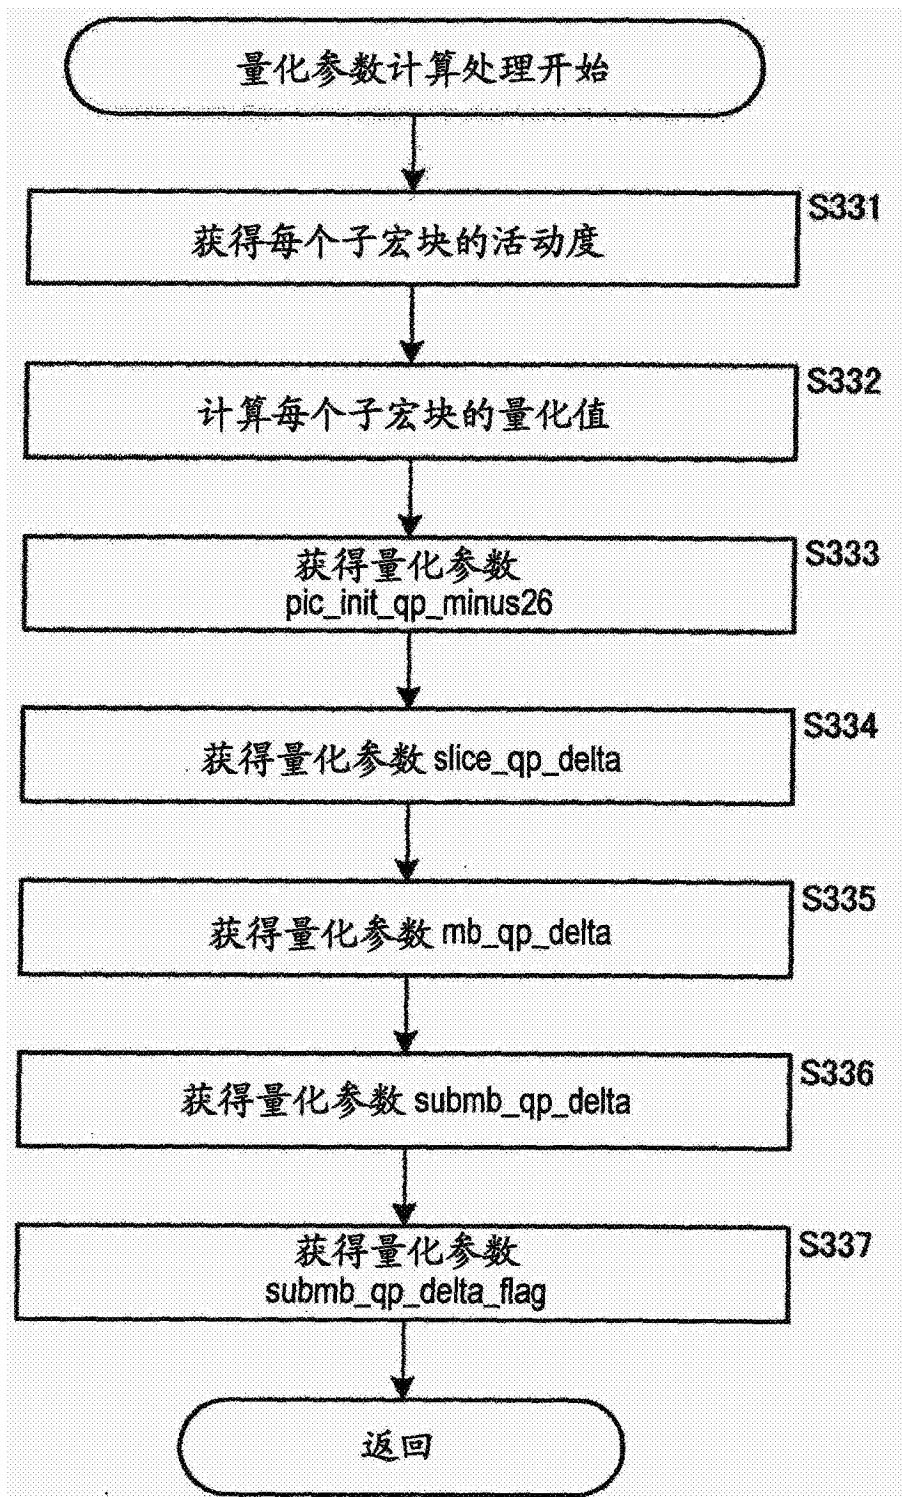 量化参数计算处理开始
S331
获得每个子宏块的活动度
S332
计算每个子宏块的量化值
S333
获得量化参数
pic_init_qp_minus26
S334
获得量化参数 slice_qp_delta
S335
获得量化参数 mb_qp_delta
S336
获得量化参数 submb_qp_delta
S337
获得量化参数
submb_qp_delta_flag
返回